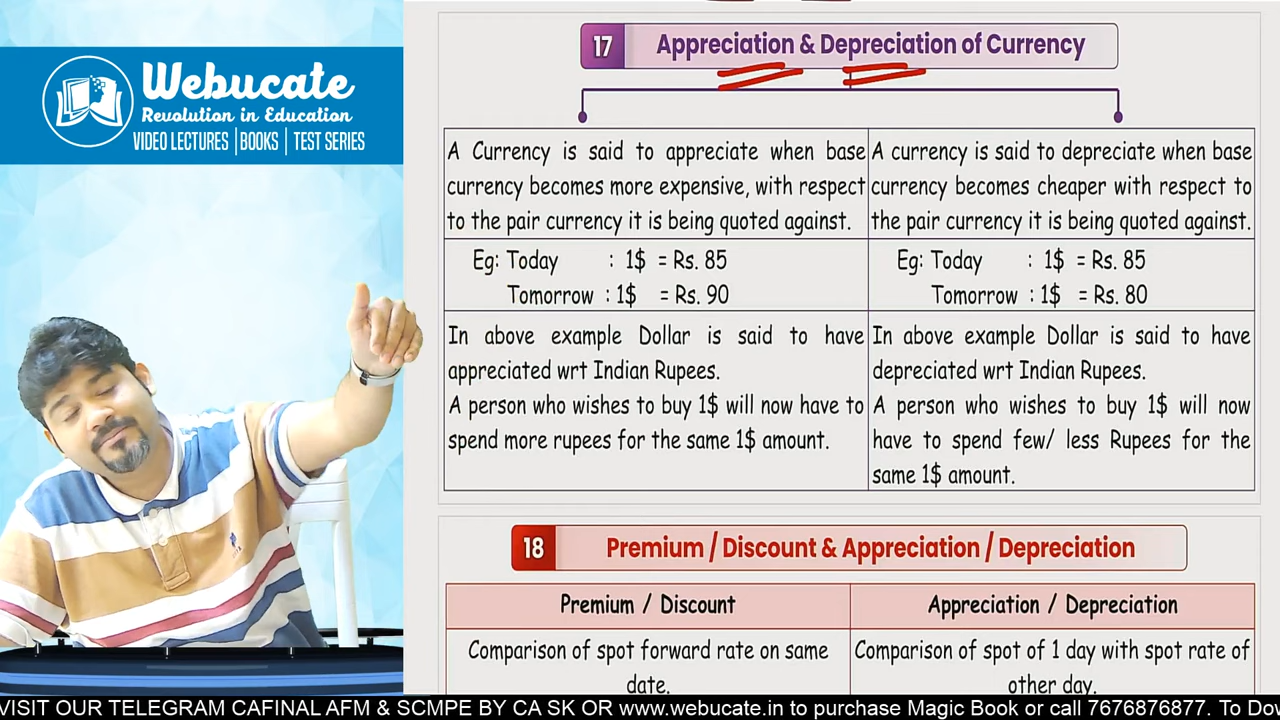 Webucate
Revolution in Education
VIDEO LECTURES | BOOKS | TEST SERIES
17 Appreciation & Depreciation of Currency
A Currency is said to appreciate when base
currency becomes more expensive, with respect
to the pair currency it is being quoted against.
A currency is said to depreciate when base
currency becomes cheaper with respect to
the pair currency it is being quoted against.
Eg: Today : 1$ = Rs. 85
Tomorrow : 1$ = Rs. 90
Eg: Today : 1$ = Rs. 85
Tomorrow : 1$ = Rs. 80
In above example Dollar is said to have
appreciated wrt Indian Rupees.
A person who wishes to buy 1$ will now have to
spend more rupees for the same 1$ amount.
In above example Dollar is said to have
depreciated wrt Indian Rupees.
A person who wishes to buy 1$ will now
have to spend few/ less Rupees for the
same 1$ amount.
18 Premium / Discount & Appreciation / Depreciation
Premium / Discount
Appreciation / Depreciation
Comparison of spot forward rate on same
date.
Comparison of spot of 1 day with spot rate of
other day.
VISIT OUR TELEGRAM CAFINAL AFM & SCMPE BY CA SK OR www.webucate.in to purchase Magic Book or call 7676876877. To Dow